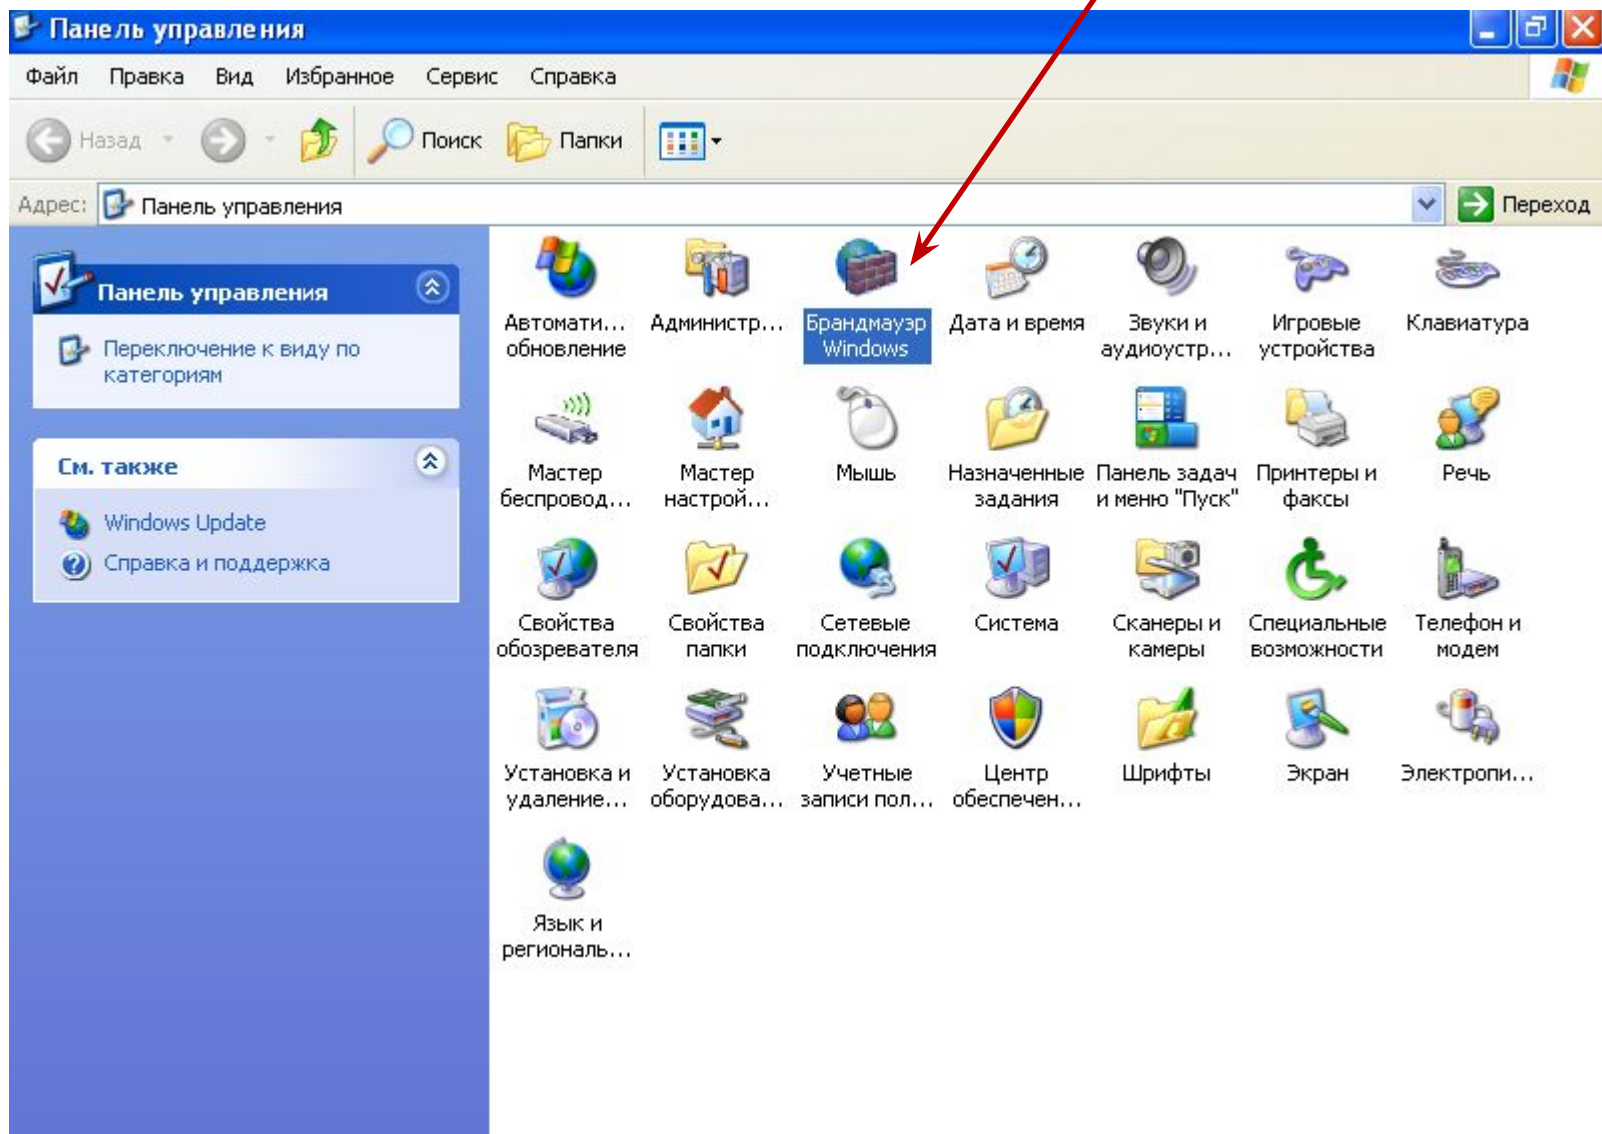 Панель управления
Файл Правка Вид Избранное Сервис Справка
Назад Поиск Папки
Адрес: Панель управления Переход
Панель управления
Переключение к виду по
категориям
См. также
Windows Update
Справка и поддержка
Автомати... Администр... Брандмауэр Дата и время Звуки и Игровые Клавиатура
обновление Windows аудиоустр... устройства
Мастер Мастер Мышь Назначенные Панель задач Принтеры и Речь
беспровод... настрой... задания и меню "Пуск" факсы
Свойства Свойства Сетевые Система Сканеры и Специальные Телефон и
обозревателя папки подключения камеры возможности модем
Установка и Установка Учетные Центр Шрифты Экран Электропи...
удаление... оборудова... записи пол... обеспечен...
Язык и
региональ...